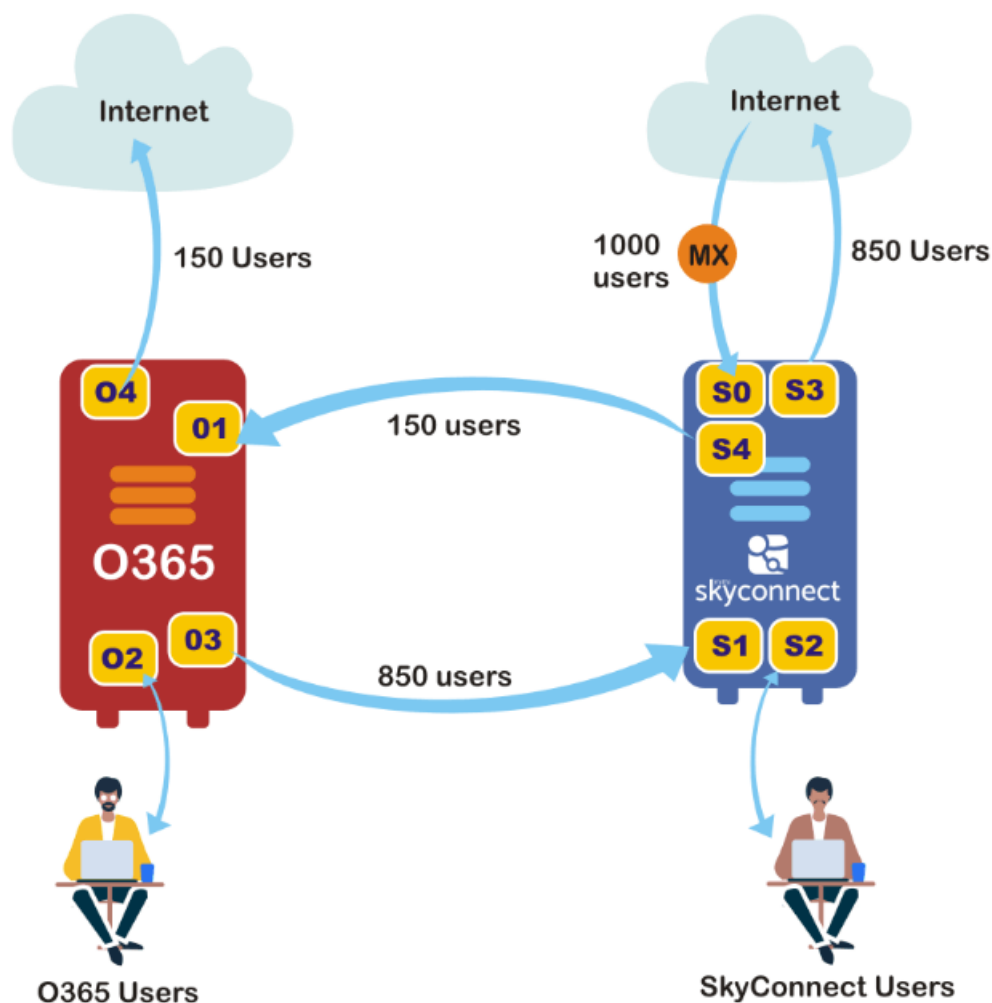 Internet
Internet
150 Users
1000
users
MX
850 Users
O4
01
150 users
S0
S3
S4
O365
skyconnect
O2
03
850 users
S1
S2
O365 Users
SkyConnect Users